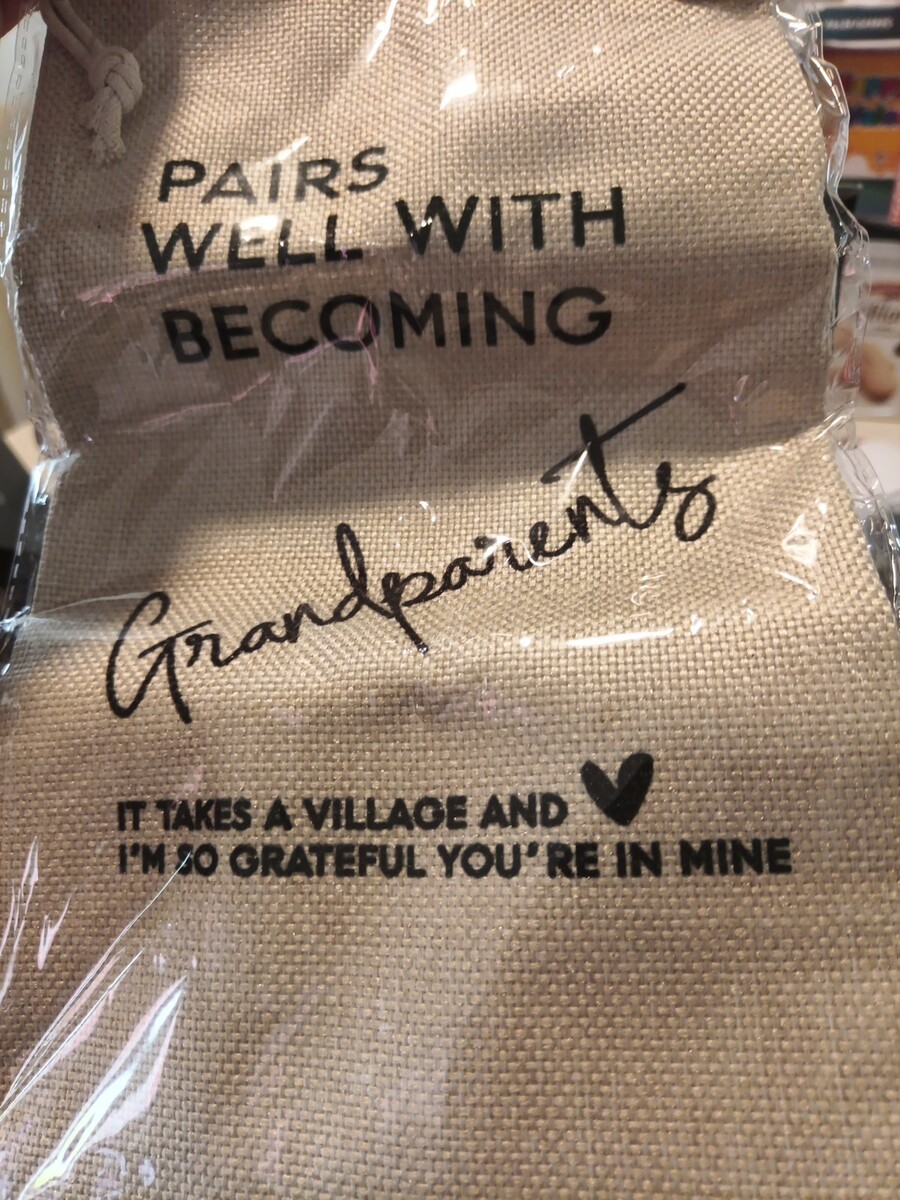 PAIRS
WELL WITH
BECOMING
Grandparents
IT TAKES A VILLAGE AND
I'M SO GRATEFUL YOU'RE IN MINE